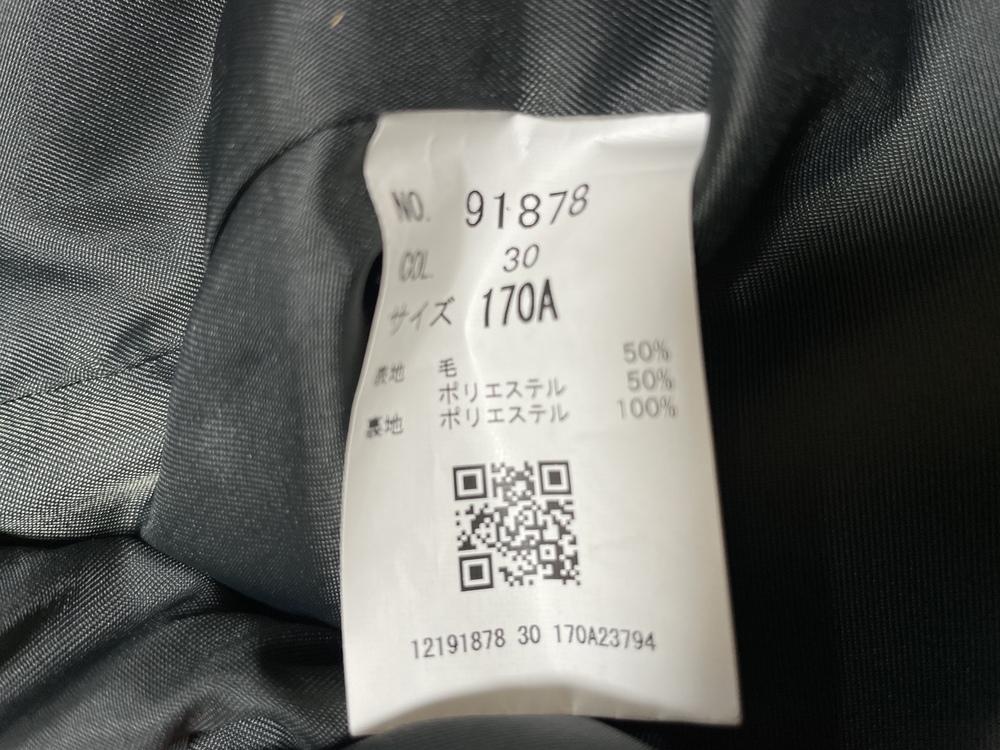 NO. 91878
COL 30
サイズ 170A
表地 毛 50%
ポリエステル 50%
裏地 ポリエステル 100%
12191878 30 170A23794